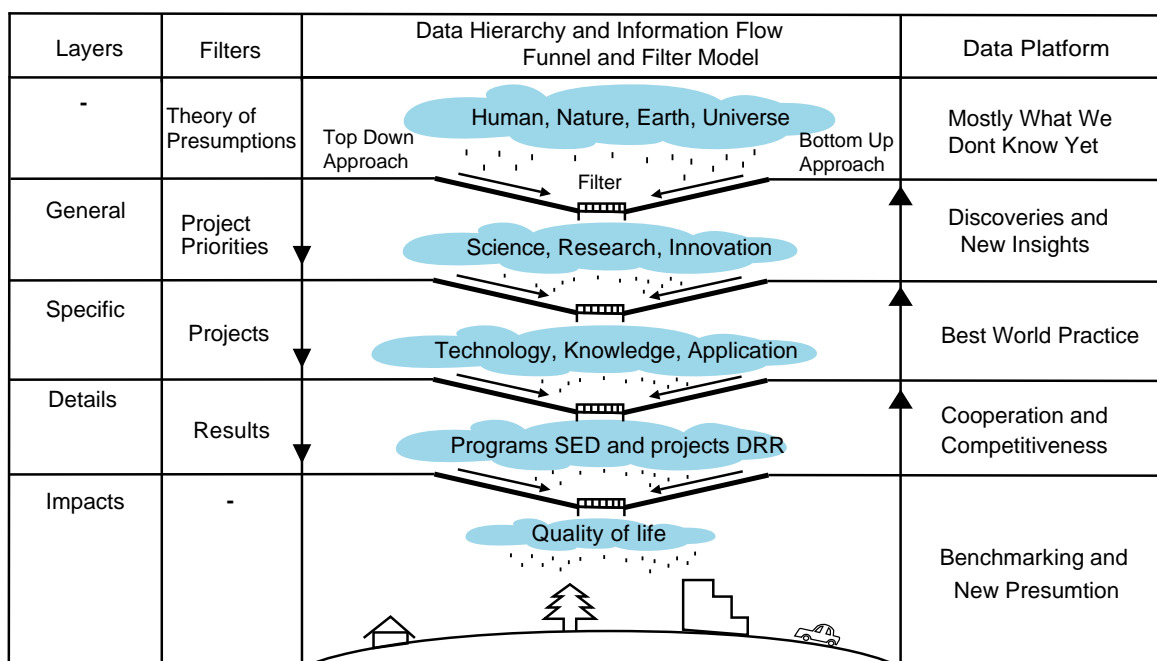 Layers
Filters
Data Hierarchy and Information Flow
Funnel and Filter Model
Data Platform
-
Theory of
Presumptions
Top Down
Approach
Human, Nature, Earth, Universe
Filter
Bottom Up
Approach
Mostly What We
Dont Know Yet
General
Project
Priorities
Science, Research, Innovation
Discoveries and
New Insights
Specific
Projects
Technology, Knowledge, Application
Best World Practice
Details
Results
Programs SED and projects DRR
Cooperation and
Competitiveness
Impacts
-
Quality of life
Benchmarking and
New Presumtion